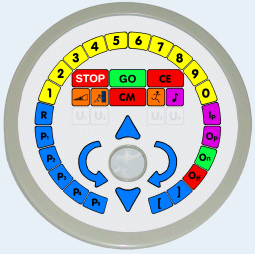 1 2 3 4 5 6 7 8 9 0
STOP GO CE
CM
R
P₁
P₂
P₃
P₄
P₅
Iₚ
Oₚ
Oₙ
[ ]